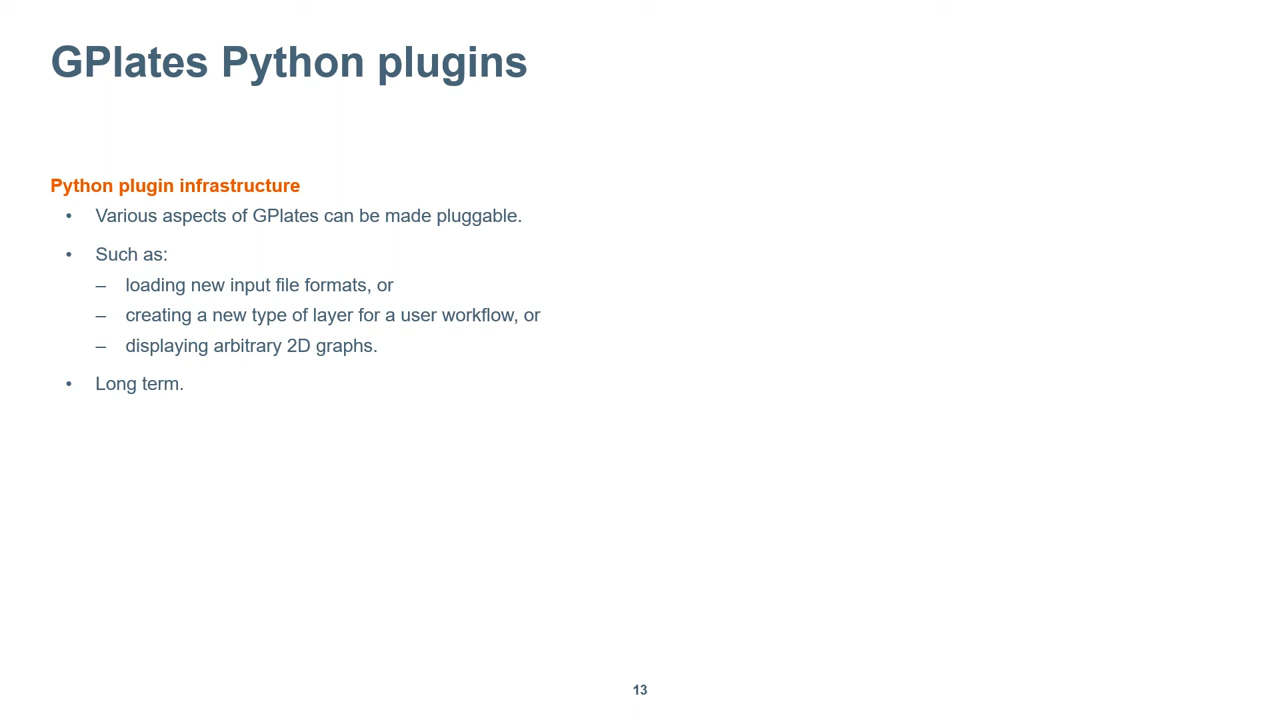 GPlates Python plugins
Python plugin infrastructure
• Various aspects of GPlates can be made pluggable.
• Such as:
– loading new input file formats, or
– creating a new type of layer for a user workflow, or
– displaying arbitrary 2D graphs.
• Long term.
13